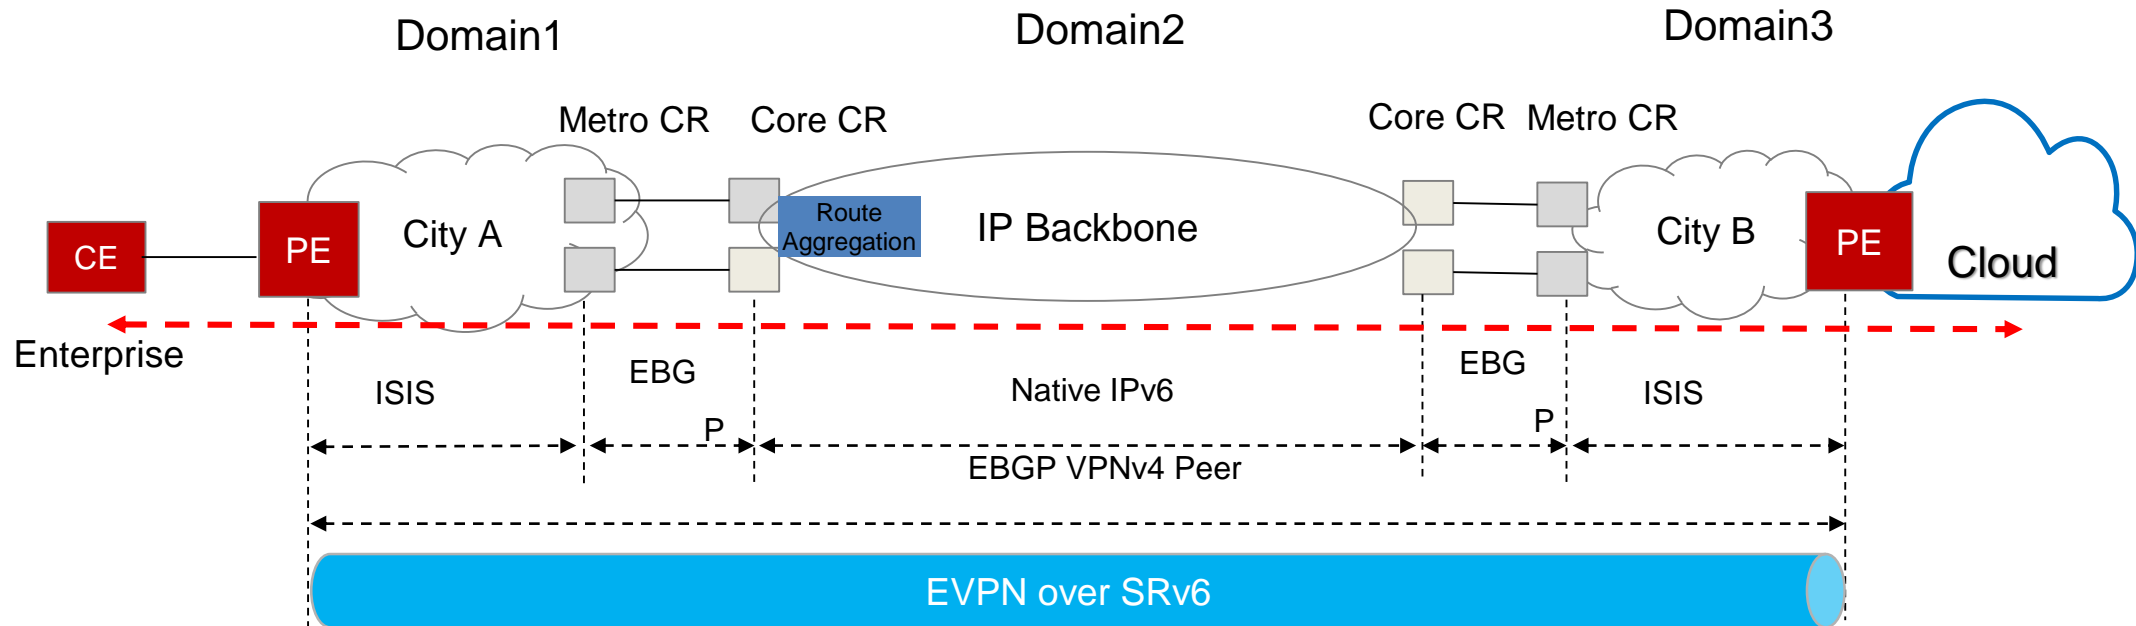 Domain1
Domain2
Domain3
Metro CR
Core CR
Core CR
Metro CR
CE
PE
City A
Route
Aggregation
IP Backbone
City B
PE
Cloud
Enterprise
ISIS
EBG
P
Native IPv6
EBG
P
ISIS
EBGP VPNv4 Peer
EVPN over SRv6